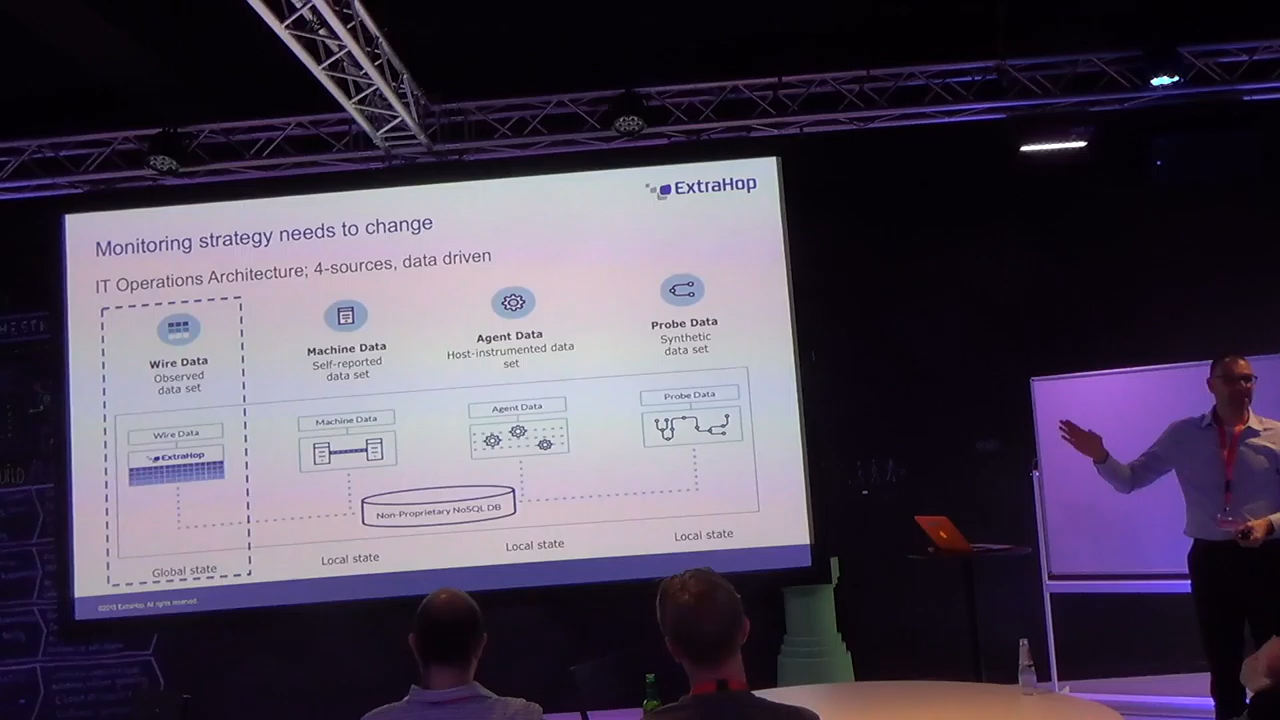 ExtraHop
Monitoring strategy needs to change
IT Operations Architecture; 4-sources, data driven
Wire Data
Observed
data set
Machine Data
Self-reported
data set
Agent Data
Host-instrumented data
set
Probe Data
Synthetic
data set
Wire Data
ExtraHop
Machine Data
Agent Data
Probe Data
Non-Proprietary NoSQL DB
Global state
Local state
Local state
Local state